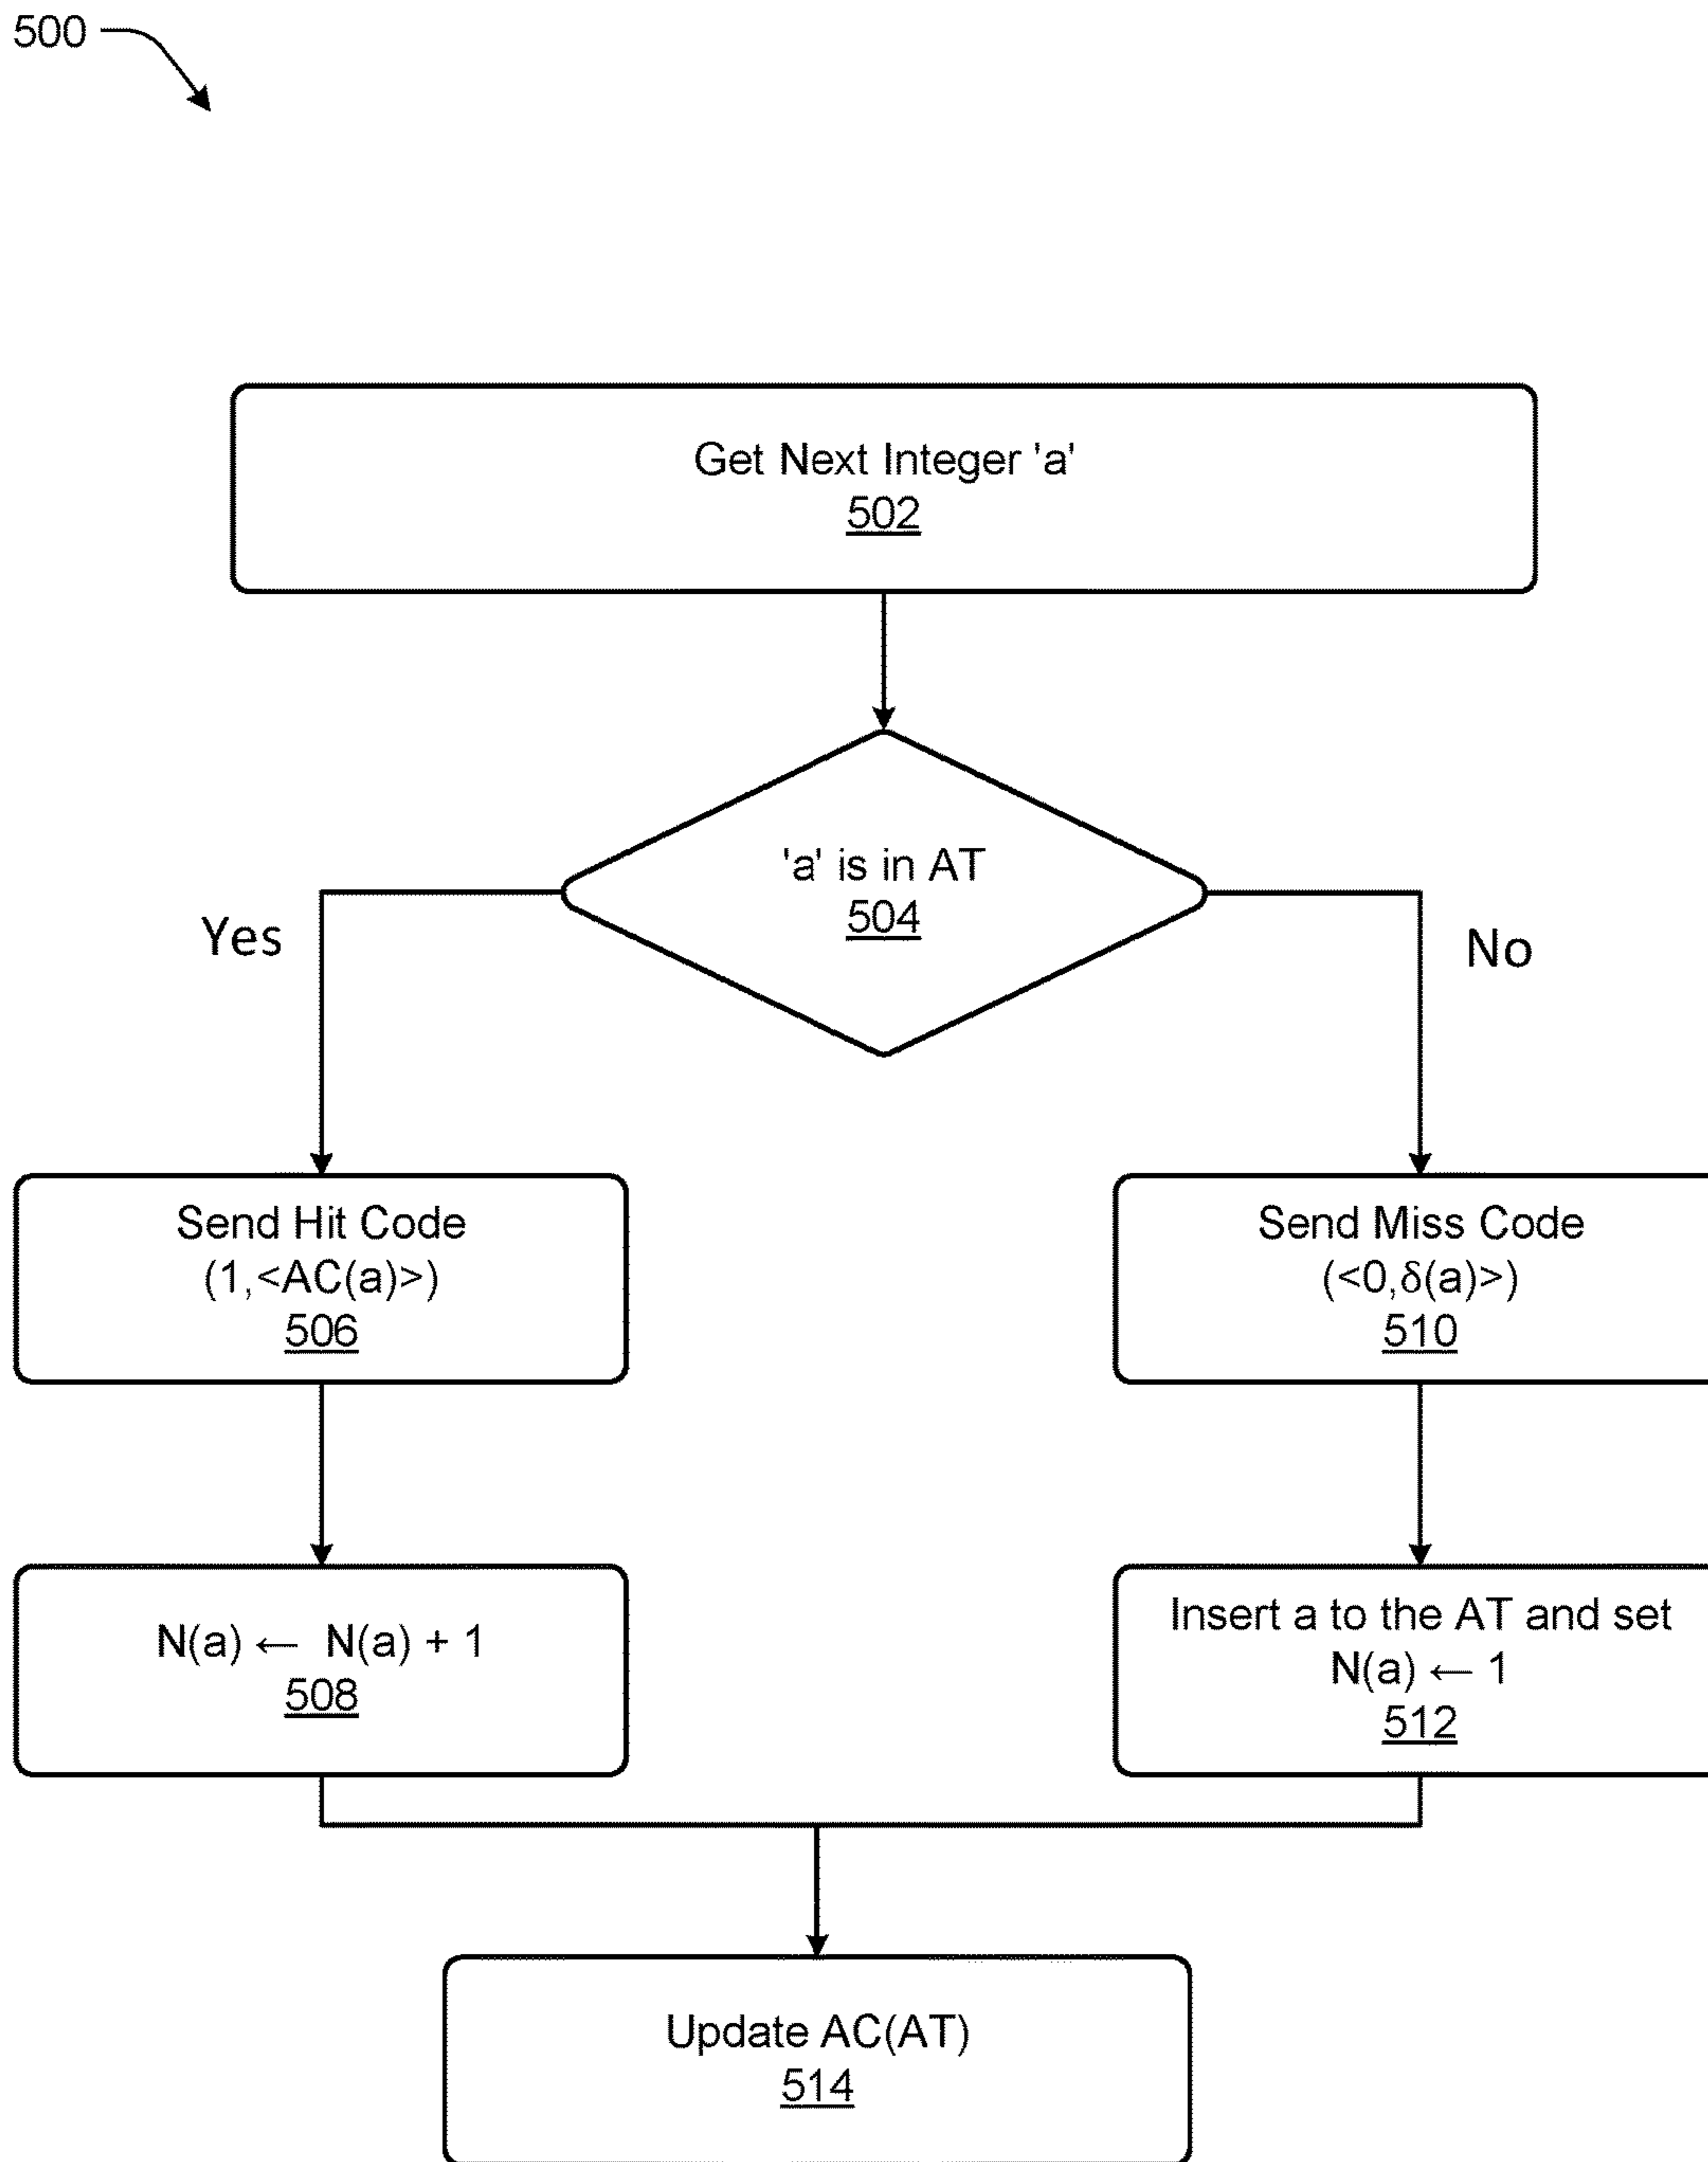 500
Get Next Integer 'a'
502
'a' is in AT
504
Yes
No
Send Hit Code
(1,<AC(a)>)
506
Send Miss Code
(<0,δ(a)>)
510
N(a) ← N(a) + 1
508
Insert a to the AT and set
N(a) ← 1
512
Update AC(AT)
514